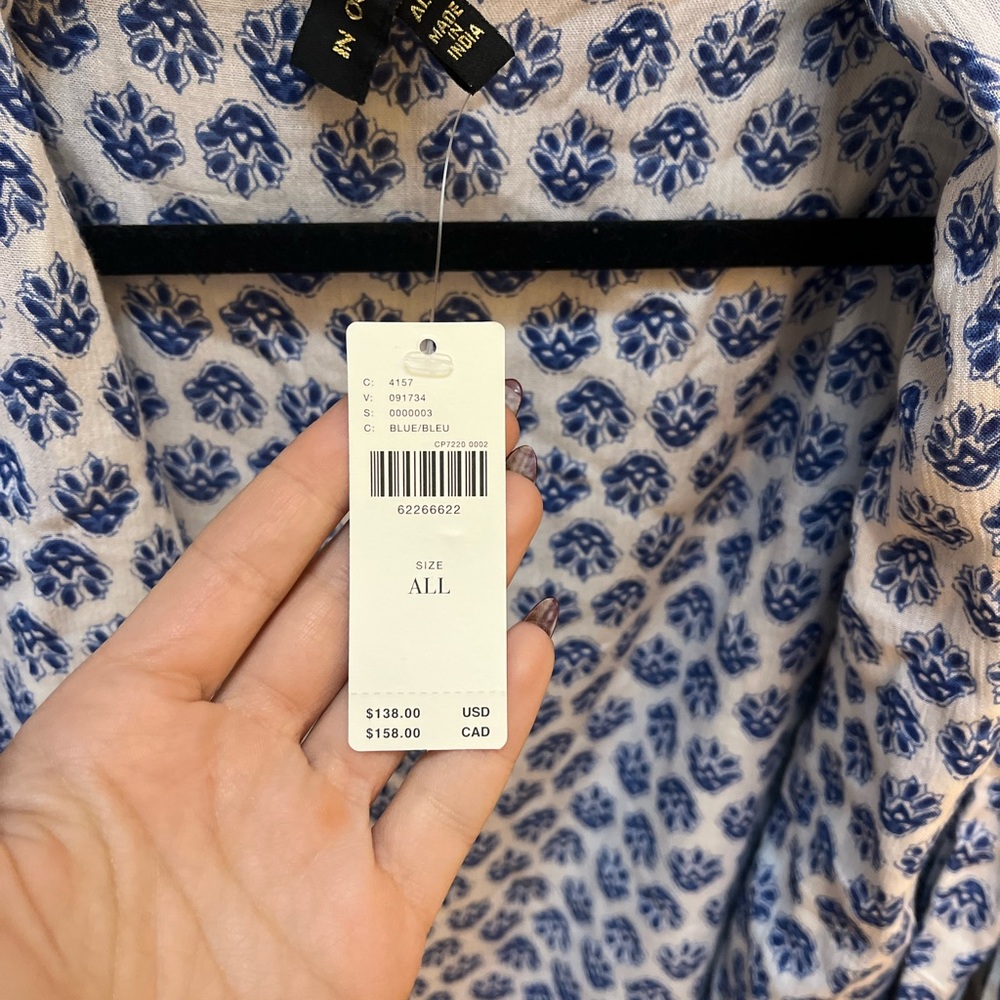 IN
MADE
IN
INDIA
C: 4157
V: 091734
S: 0000003
C: BLUE/BLEU
CP7220 0002
62266622
SIZE
ALL
$138.00 USD
$158.00 CAD